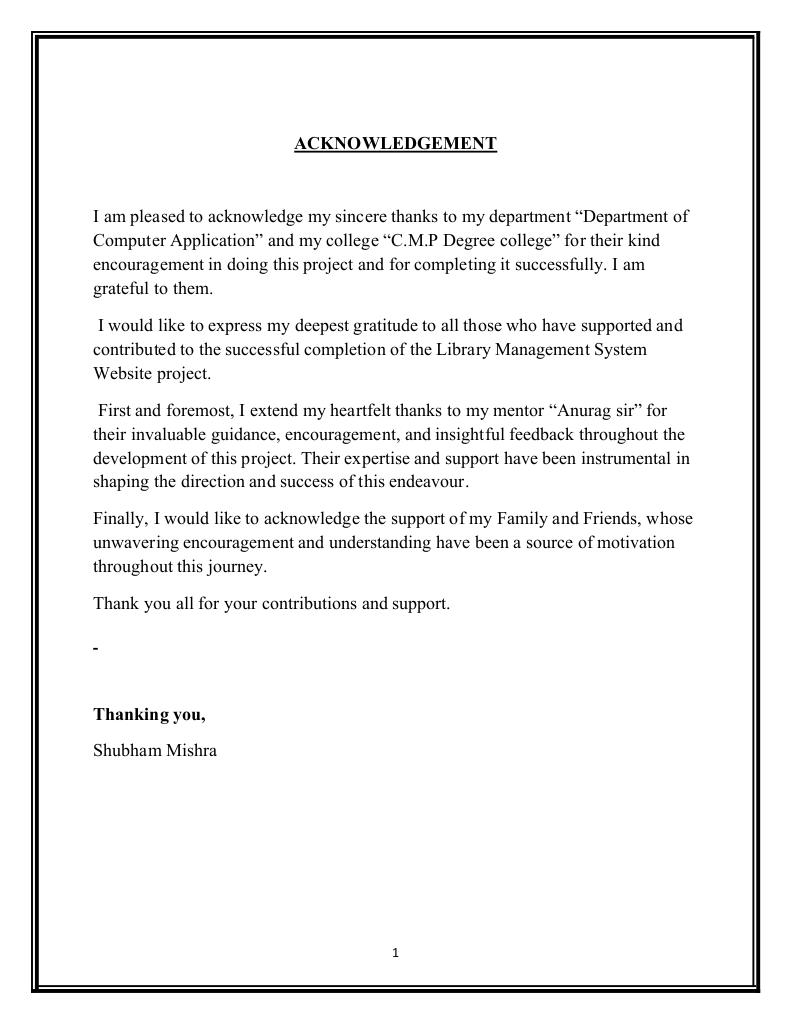 ACKNOWLEDGEMENT
I am pleased to acknowledge my sincere thanks to my department “Department of
Computer Application” and my college “C.M.P Degree college” for their kind
encouragement in doing this project and for completing it successfully. I am
grateful to them.
I would like to express my deepest gratitude to all those who have supported and
contributed to the successful completion of the Library Management System
Website project.
First and foremost, I extend my heartfelt thanks to my mentor “Anurag sir” for
their invaluable guidance, encouragement, and insightful feedback throughout the
development of this project. Their expertise and support have been instrumental in
shaping the direction and success of this endeavour.
Finally, I would like to acknowledge the support of my Family and Friends, whose
unwavering encouragement and understanding have been a source of motivation
throughout this journey.
Thank you all for your contributions and support.
-
Thanking you,
Shubham Mishra
1